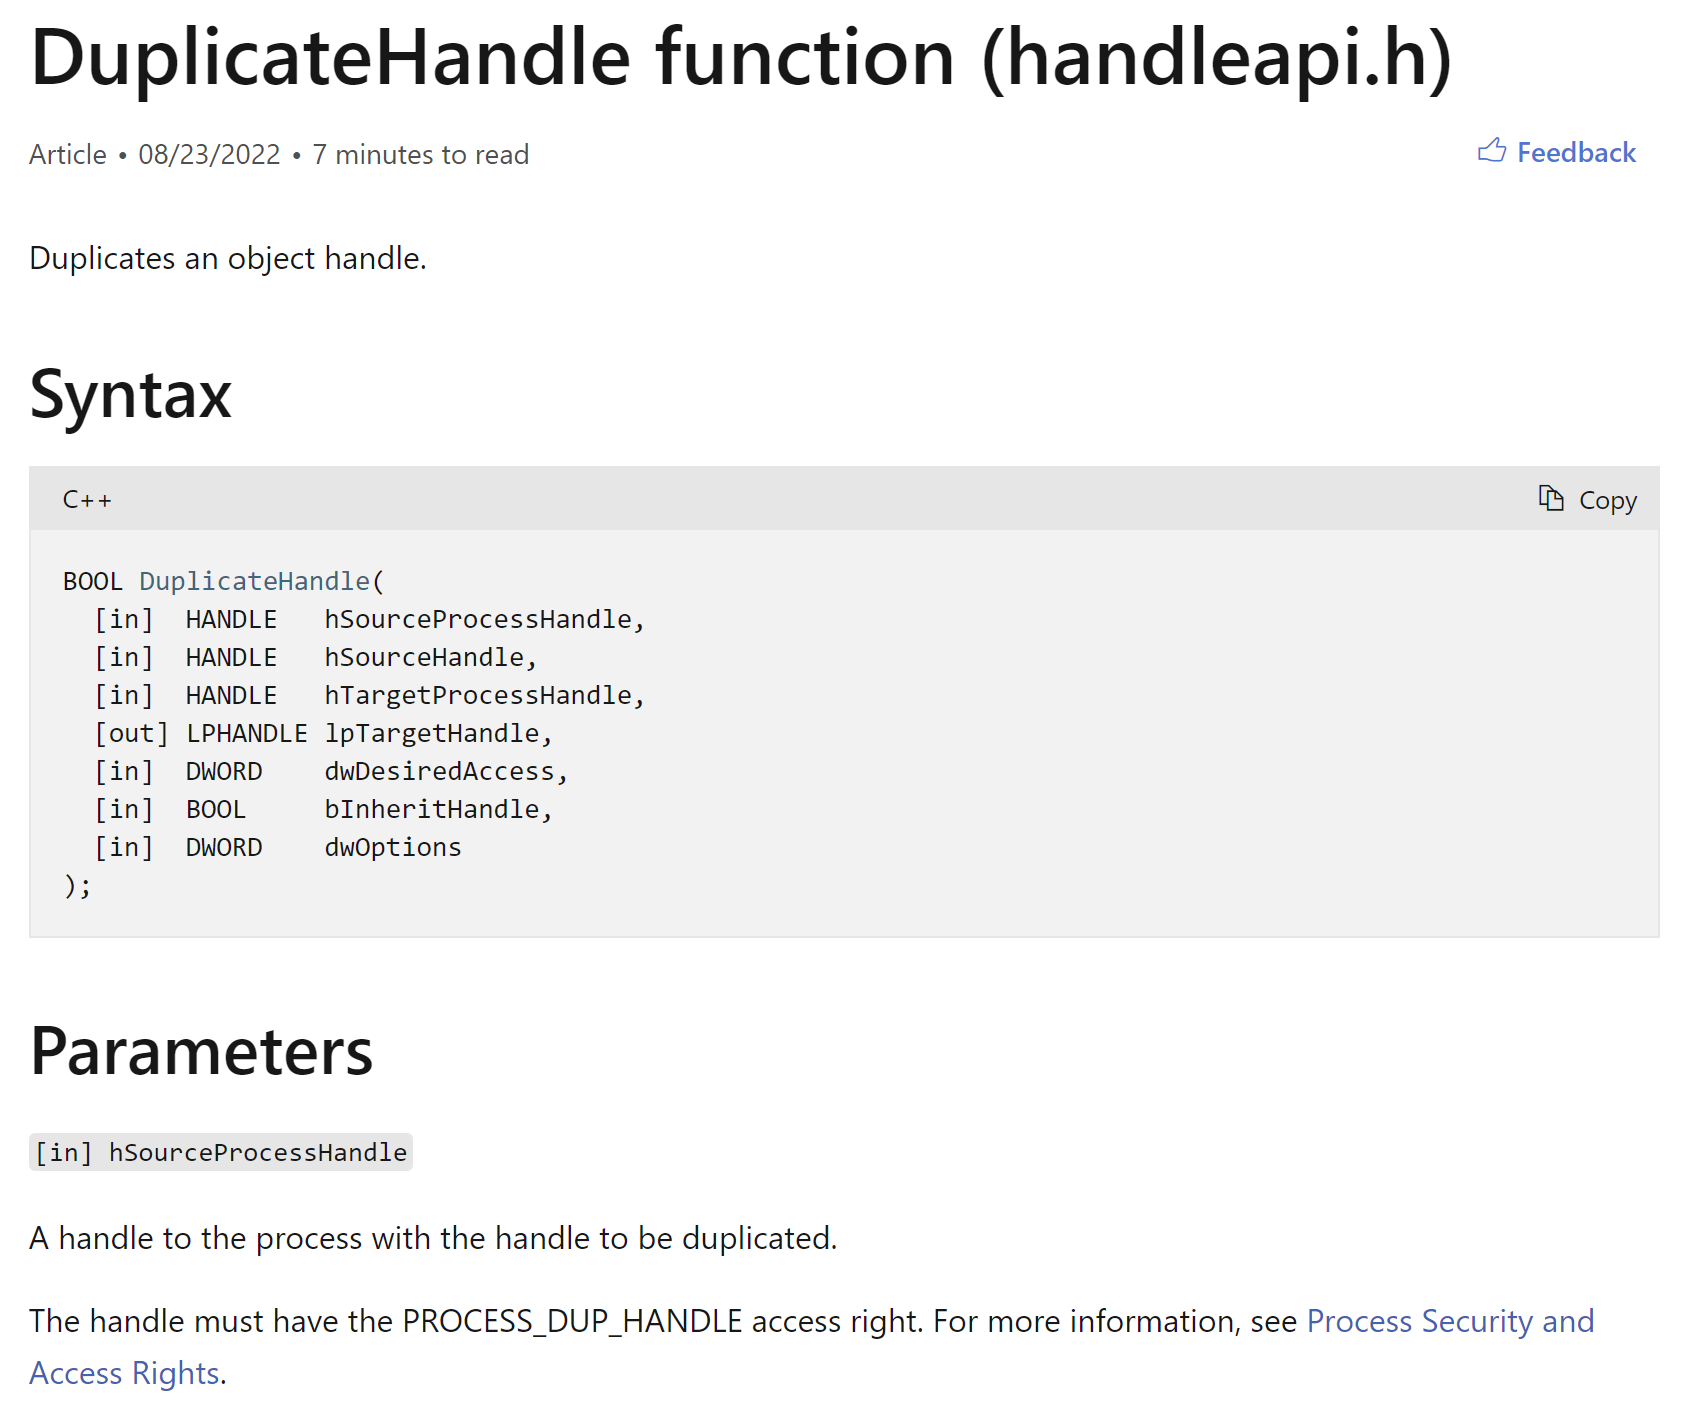 DuplicateHandle function (handleapi.h)
Article • 08/23/2022 • 7 minutes to read
Feedback
Duplicates an object handle.
Syntax
C++
Copy
BOOL DuplicateHandle(
  [in]  HANDLE   hSourceProcessHandle,
  [in]  HANDLE   hSourceHandle,
  [in]  HANDLE   hTargetProcessHandle,
  [out] LPHANDLE lpTargetHandle,
  [in]  DWORD    dwDesiredAccess,
  [in]  BOOL     bInheritHandle,
  [in]  DWORD    dwOptions
);
Parameters
[in] hSourceProcessHandle
A handle to the process with the handle to be duplicated.
The handle must have the PROCESS_DUP_HANDLE access right. For more information, see Process Security and
Access Rights.